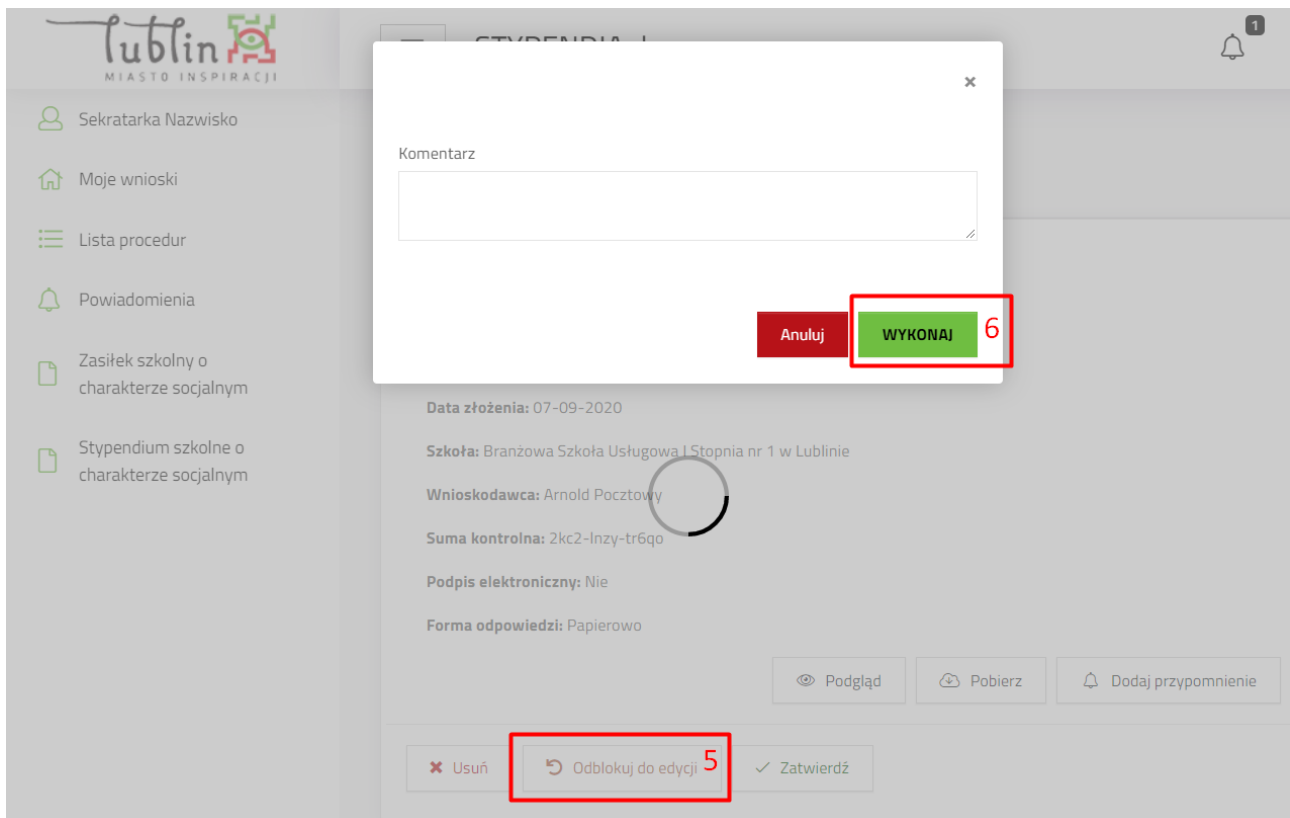 lublin
MIASTO INSPIRACJI
1
Sekratarka Nazwisko
Moje wnioski
Lista procedur
Powiadomienia
Zasiłek szkolny o
charakterze socjalnym
Stypendium szkolne o
charakterze socjalnym
×
Komentarz
Anuluj
WYKONAJ
6
Data złożenia: 07-09-2020
Szkoła: Branżowa Szkoła Usługowa I Stopnia nr 1 w Lublinie
Wnioskodawca: Arnold Pocztowy
Suma kontrolna: 2kc2-lnzy-tr6qo
Podpis elektroniczny: Nie
Forma odpowiedzi: Papierowo
Podgląd
Pobierz
Dodaj przypomnienie
Usuń
Odblokuj do edycji
5
Zatwierdź